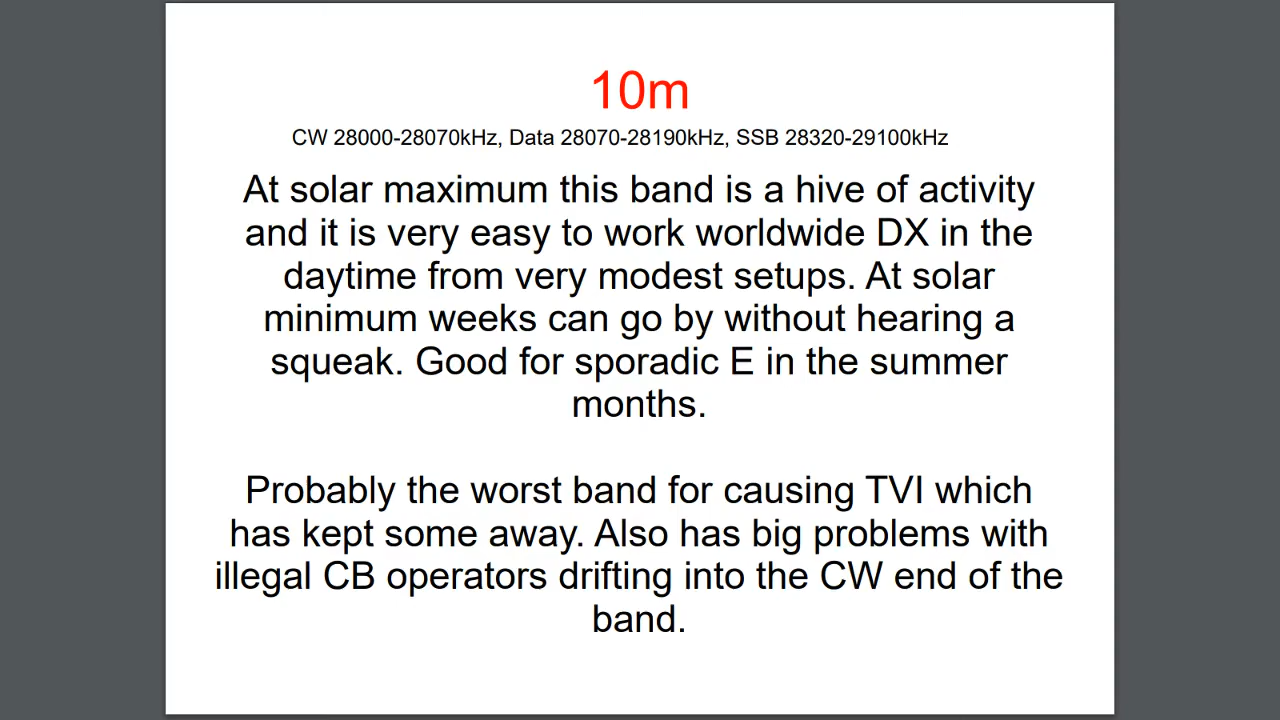 10m
CW 28000-28070kHz, Data 28070-28190kHz, SSB 28320-29100kHz
At solar maximum this band is a hive of activity
and it is very easy to work worldwide DX in the
daytime from very modest setups. At solar
minimum weeks can go by without hearing a
squeak. Good for sporadic E in the summer
months.
Probably the worst band for causing TVI which
has kept some away. Also has big problems with
illegal CB operators drifting into the CW end of the
band.